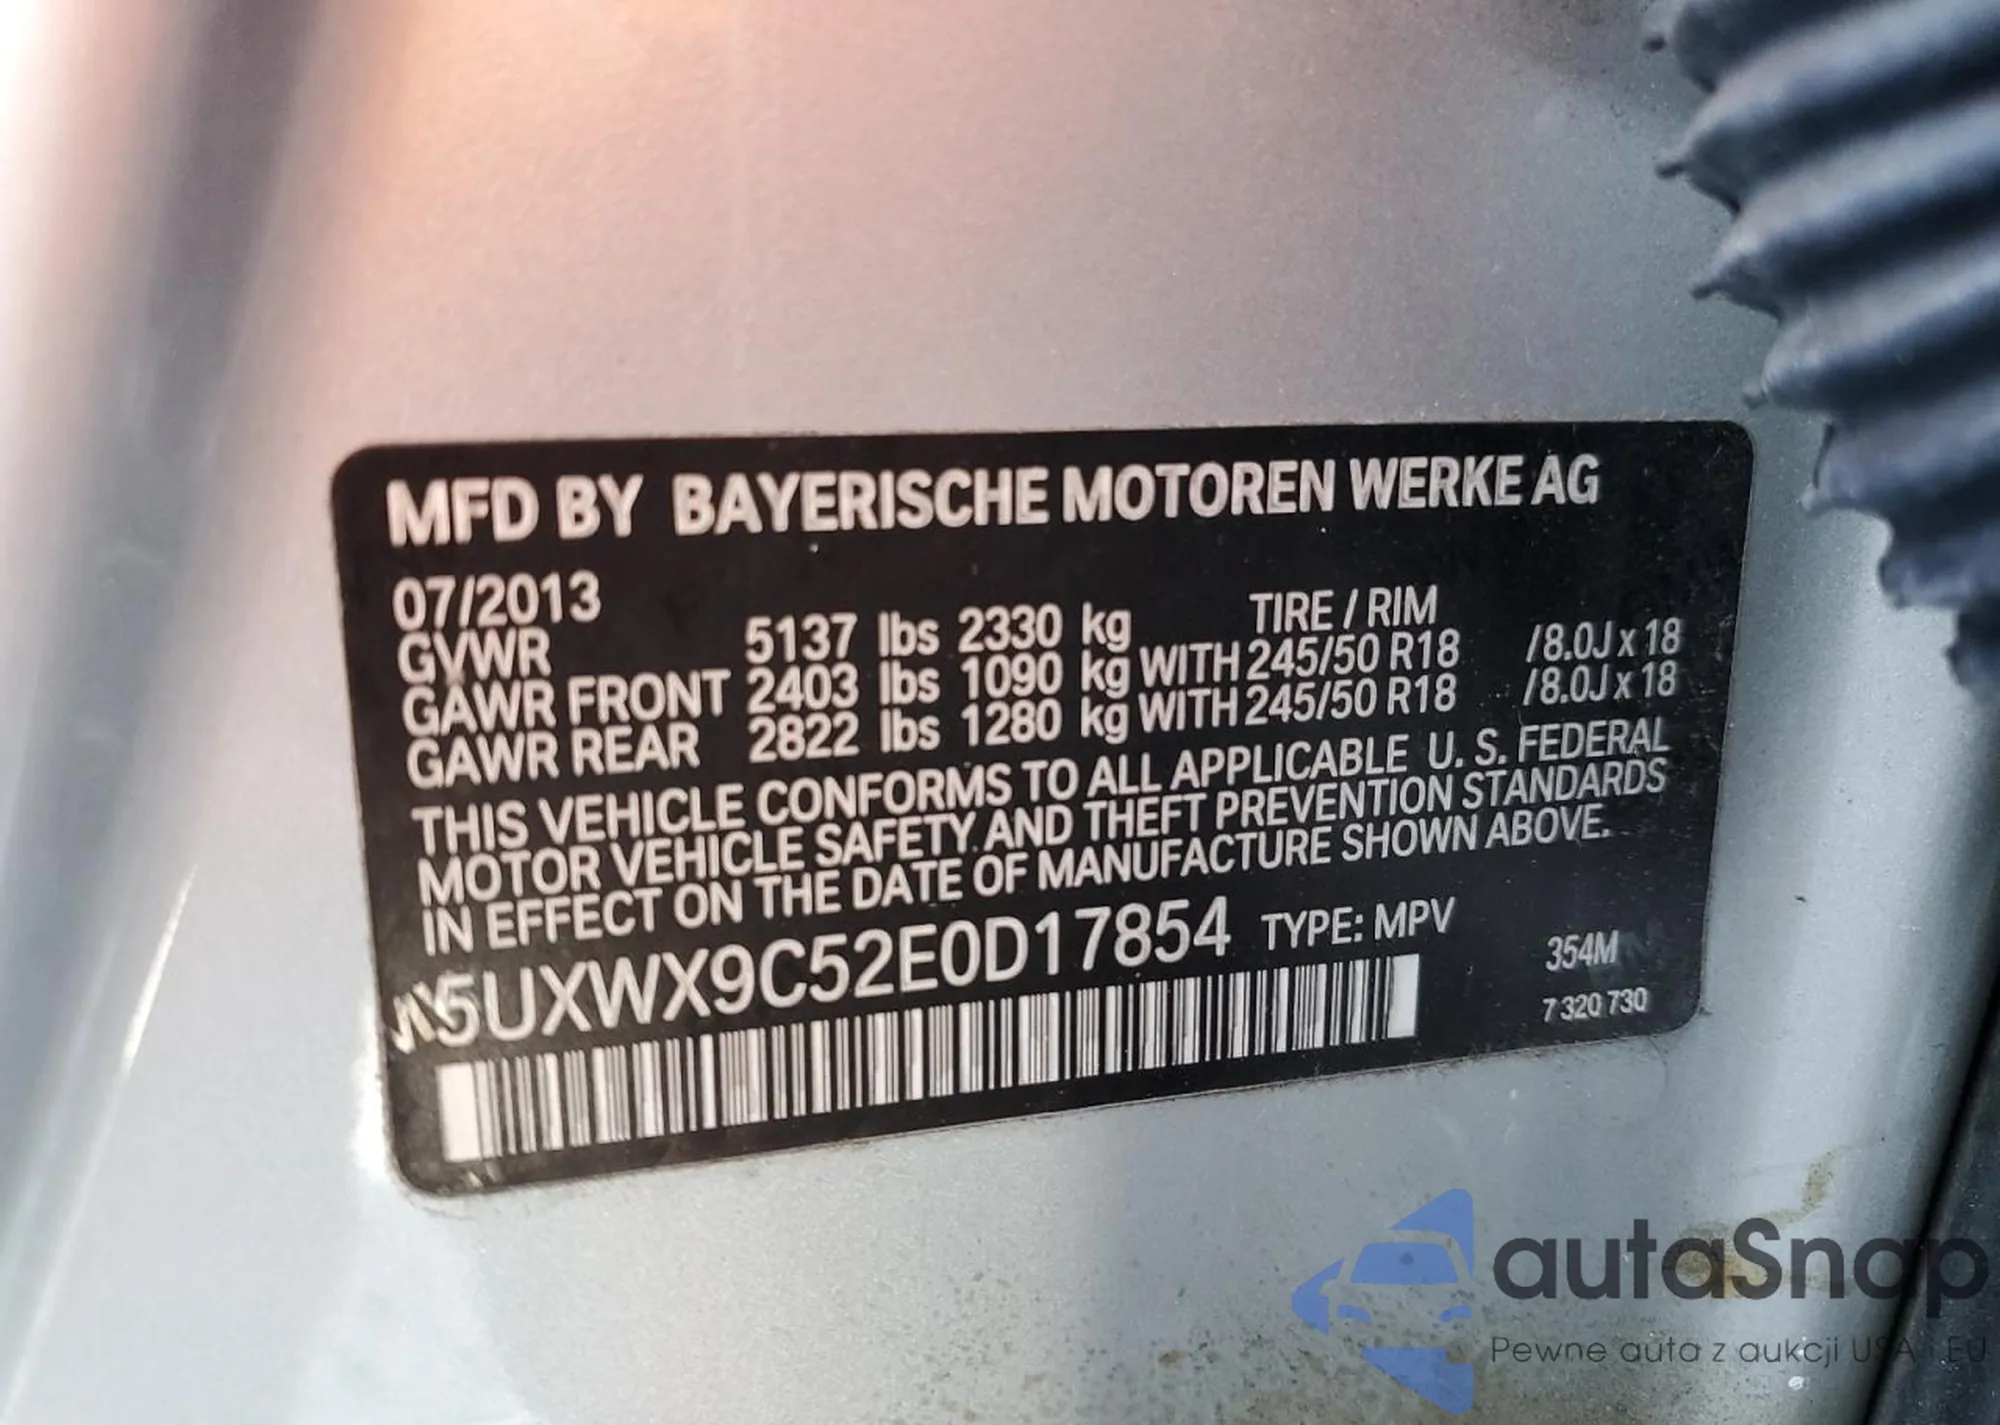 MFD BY BAYERISCHE MOTOREN WERKE AG
07/2013 TIRE / RIM
GVWR 5137 lbs 2330 kg
GAWR FRONT 2403 lbs 1090 kg WITH 245/50 R18 /8.0J x 18
GAWR REAR 2822 lbs 1280 kg WITH 245/50 R18 /8.0J x 18
THIS VEHICLE CONFORMS TO ALL APPLICABLE U. S. FEDERAL
MOTOR VEHICLE SAFETY AND THEFT PREVENTION STANDARDS
IN EFFECT ON THE DATE OF MANUFACTURE SHOWN ABOVE.
5UXWX9C52E0D17854 TYPE: MPV
354M
7 320 730
autaSnap
Pewne auta z aukcji USA i EU